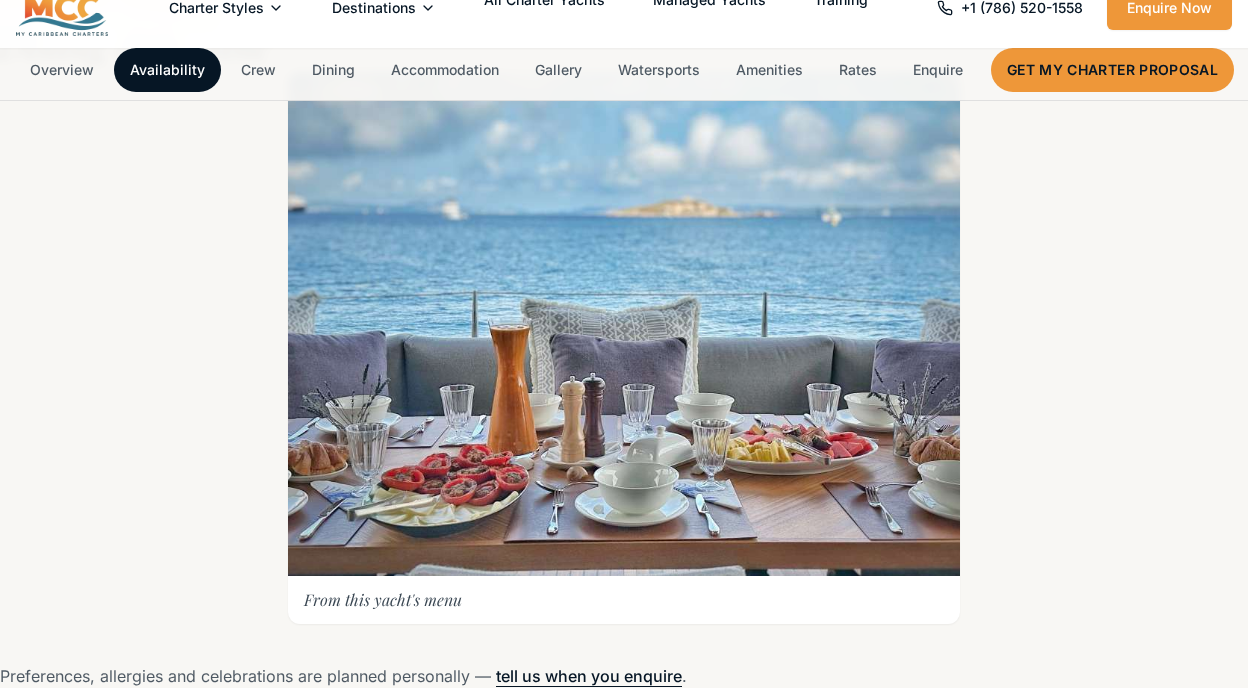 MCC
MY CARIBBEAN CHARTERS
Charter Styles
Destinations
All Charter Yachts
Managed Yachts
Training
+1 (786) 520-1558
Enquire Now
Overview
Availability
Crew
Dining
Accommodation
Gallery
Watersports
Amenities
Rates
Enquire
GET MY CHARTER PROPOSAL
From this yacht's menu
Preferences, allergies and celebrations are planned personally — tell us when you enquire.